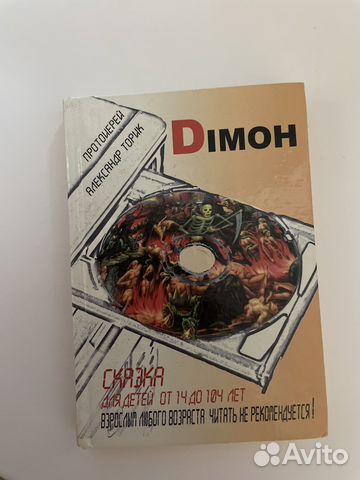 ПРОТОИЕРЕЙ
АЛЕКСАНДР ТОРИК
DIМОН
СКАЗКА
ДЛЯ ДЕТЕЙ ОТ 14 ДО 104 ЛЕТ
ВЗРОСЛЫМ ЛЮБОГО ВОЗРАСТА ЧИТАТЬ НЕ РЕКОМЕНДУЕТСЯ!
Avito